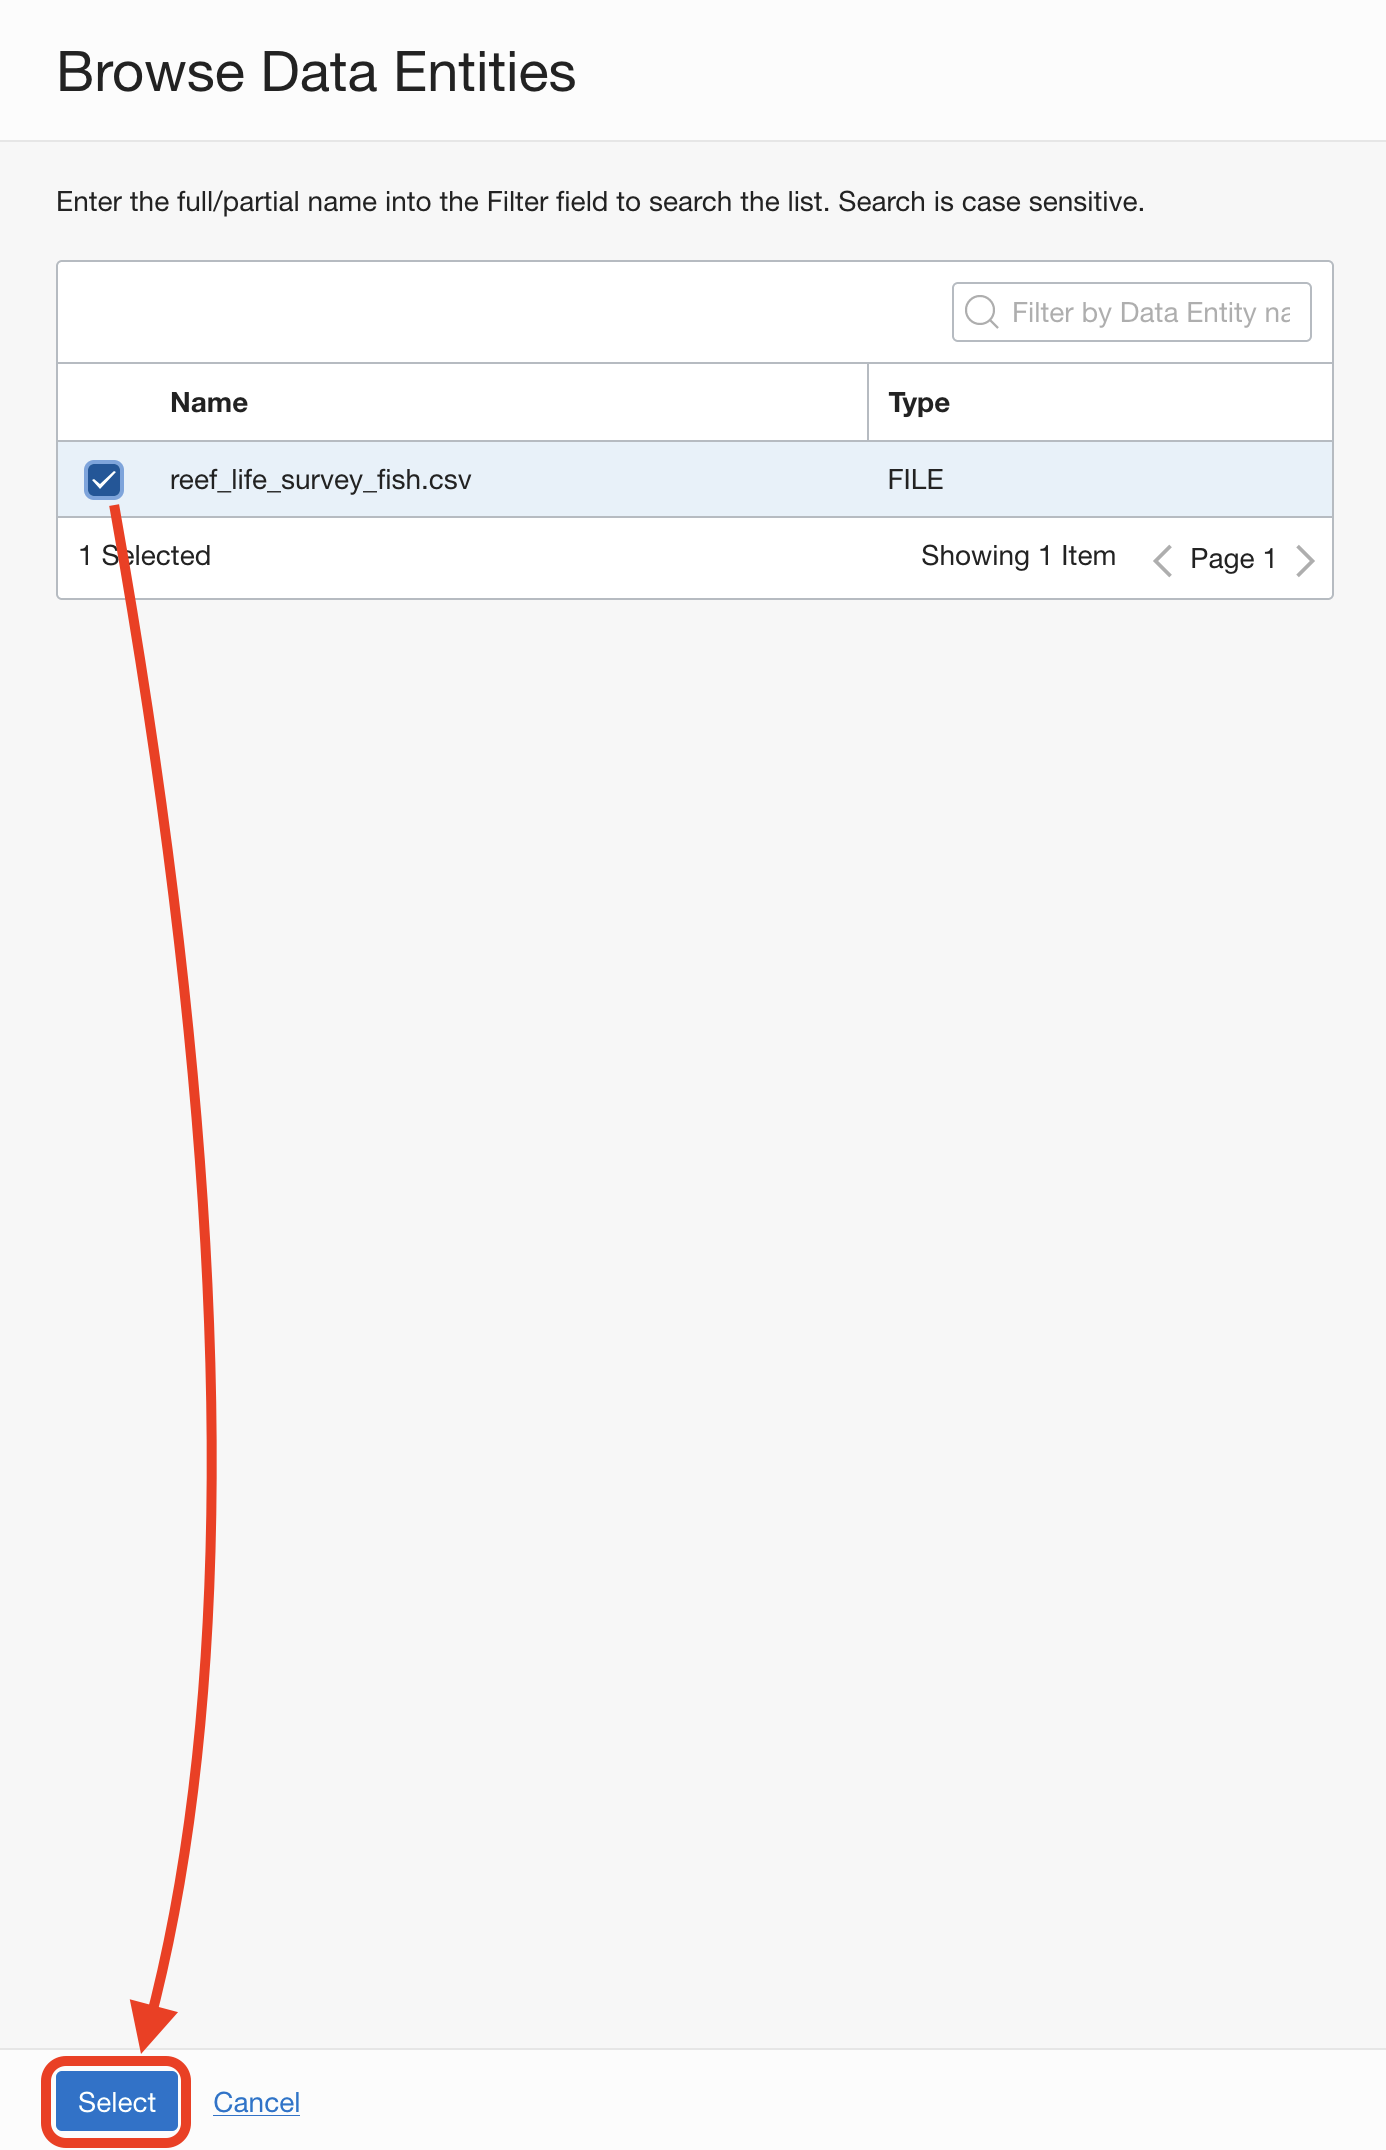 Browse Data Entities
Enter the full/partial name into the Filter field to search the list. Search is case sensitive.
Filter by Data Entity na
Name Type
reef_life_survey_fish.csv FILE
1 Selected Showing 1 Item Page 1
Select Cancel